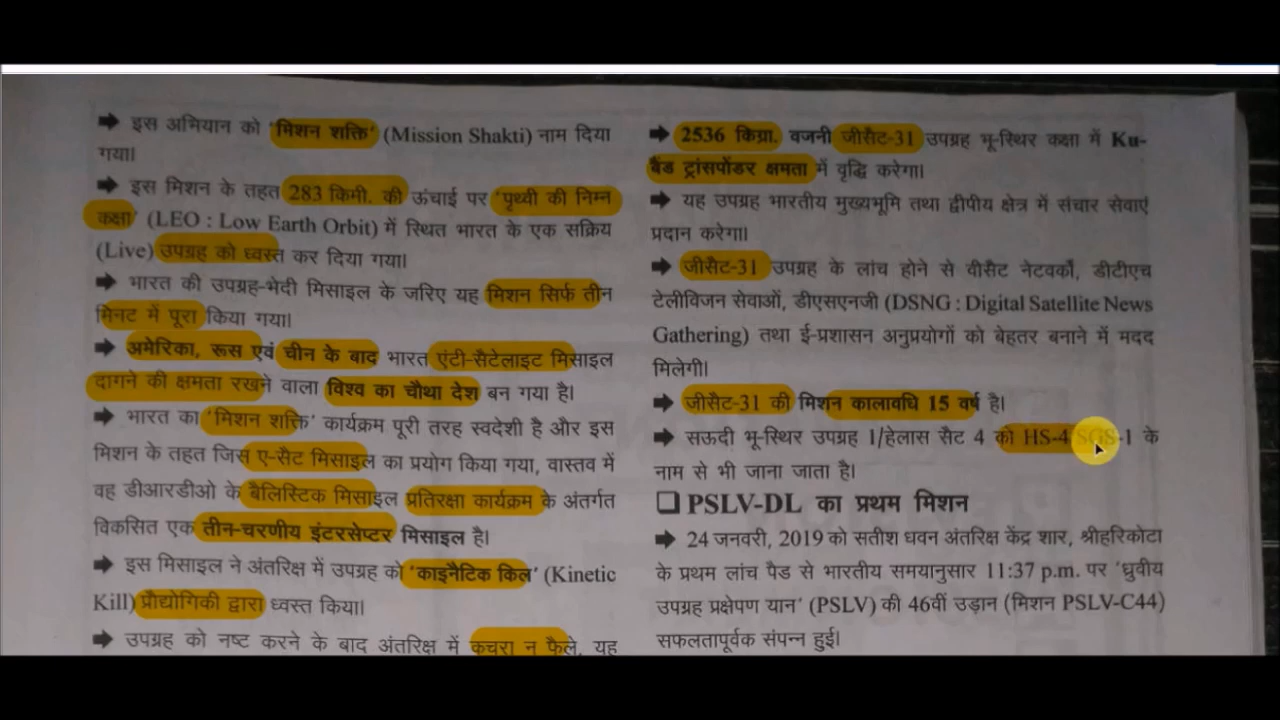 ➡ इस अभियान को 'मिशन शक्ति' (Mission Shakti) नाम दिया
गया।
➡ इस मिशन के तहत 283 किमी. की ऊंचाई पर 'पृथ्वी की निम्न
कक्षा' (LEO : Low Earth Orbit) में स्थित भारत के एक सक्रिय
(Live) उपग्रह को ध्वस्त कर दिया गया।
➡ भारत की उपग्रह-भेदी मिसाइल के जरिए यह मिशन सिर्फ तीन
मिनट में पूरा किया गया।
➡ अमेरिका, रूस एवं चीन के बाद भारत एंटी-सैटेलाइट मिसाइल
दागने की क्षमता रखने वाला विश्व का चौथा देश बन गया है।
➡ भारत का 'मिशन शक्ति' कार्यक्रम पूरी तरह स्वदेशी है और इस
मिशन के तहत जिस ए-सैट मिसाइल का प्रयोग किया गया, वास्तव में
वह डीआरडीओ के बैलिस्टिक मिसाइल प्रतिरक्षा कार्यक्रम के अंतर्गत
विकसित एक तीन-चरणीय इंटरसेप्टर मिसाइल है।
➡ इस मिसाइल ने अंतरिक्ष में उपग्रह को 'काइनैटिक किल' (Kinetic
Kill) प्रौद्योगिकी द्वारा ध्वस्त किया।
➡ उपग्रह को नष्ट करने के बाद अंतरिक्ष में कचरा न फैले, यह
➡ 2536 किग्रा. वजनी जीसैट-31 उपग्रह भू-स्थिर कक्षा में Ku-
बैंड ट्रांसपोंडर क्षमता में वृद्धि करेगा।
➡ यह उपग्रह भारतीय मुख्यभूमि तथा द्वीपीय क्षेत्र में संचार सेवाएं
प्रदान करेगा।
➡ जीसैट-31 उपग्रह के लांच होने से वीसैट नेटवर्कों, डीटीएच
टेलीविजन सेवाओं, डीएसएनजी (DSNG : Digital Satellite News
Gathering) तथा ई-प्रशासन अनुप्रयोगों को बेहतर बनाने में मदद
मिलेगी।
➡ जीसैट-31 की मिशन कालावधि 15 वर्ष है।
➡ सऊदी भू-स्थिर उपग्रह 1/हेलास सैट 4 को HS-4/SGS-1 के
नाम से भी जाना जाता है।
❑ PSLV-DL का प्रथम मिशन
➡ 24 जनवरी, 2019 को सतीश धवन अंतरिक्ष केंद्र शार, श्रीहरिकोटा
के प्रथम लांच पैड से भारतीय समयानुसार 11:37 p.m. पर 'ध्रुवीय
उपग्रह प्रक्षेपण यान' (PSLV) की 46वीं उड़ान (मिशन PSLV-C44)
सफलतापूर्वक संपन्न हुई।